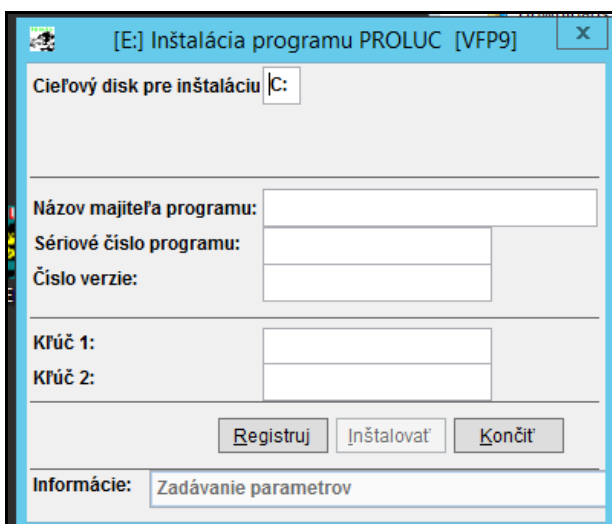 [E:] Inštalácia programu PROLUC [VFP9]
x
Cieľový disk pre inštaláciu C:
Názov majiteľa programu:
Sériové číslo programu:
Číslo verzie:
Kľúč 1:
Kľúč 2:
Registruj Inštalovať Končiť
Informácie: Zadávanie parametrov